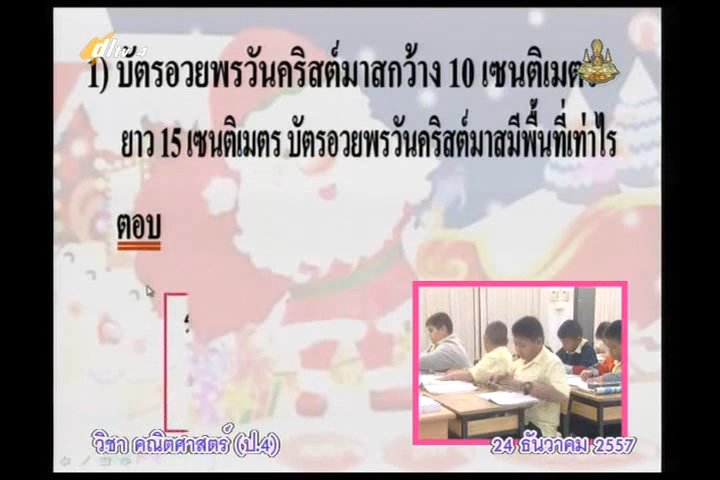 dltv 4
1) บัตรอวยพรวันคริสต์มาสกว้าง 10 เซนติเมตร
ยาว 15 เซนติเมตร บัตรอวยพรวันคริสต์มาสมีพื้นที่เท่าไร
ตอบ
วิชา คณิตศาสตร์ (ป.4)
24 ธันวาคม 2557